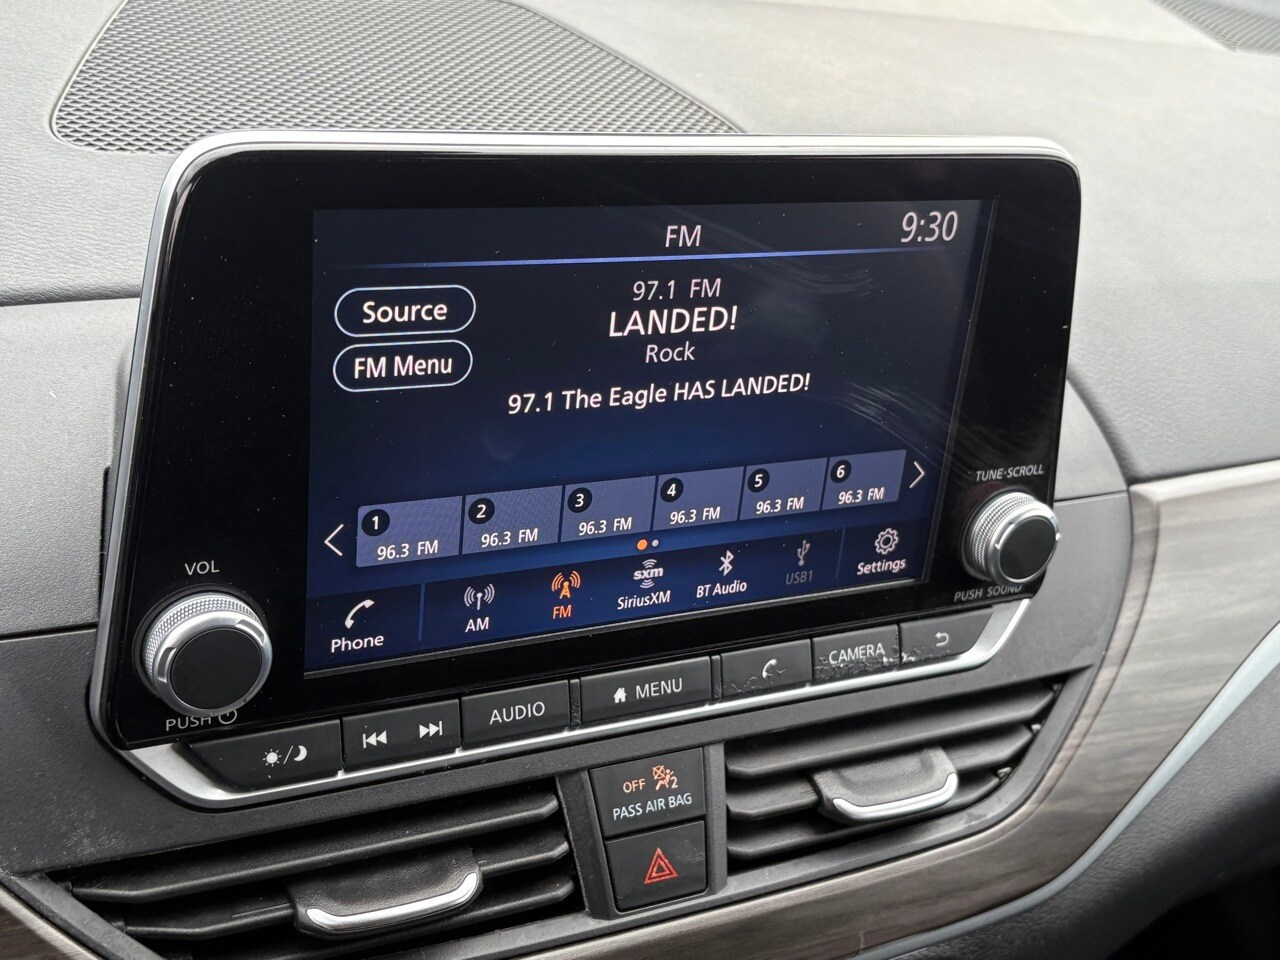 FM
9:30
Source
FM Menu
97.1 FM
LANDED!
Rock
97.1 The Eagle HAS LANDED!
1
96.3 FM
2
96.3 FM
3
96.3 FM
4
96.3 FM
5
96.3 FM
6
96.3 FM
Phone
AM
FM
sxm
SiriusXM
BT Audio
USB1
Settings
VOL
PUSH
TUNE·SCROLL
PUSH SOUND
AUDIO
MENU
CAMERA
OFF
2
PASS AIR BAG